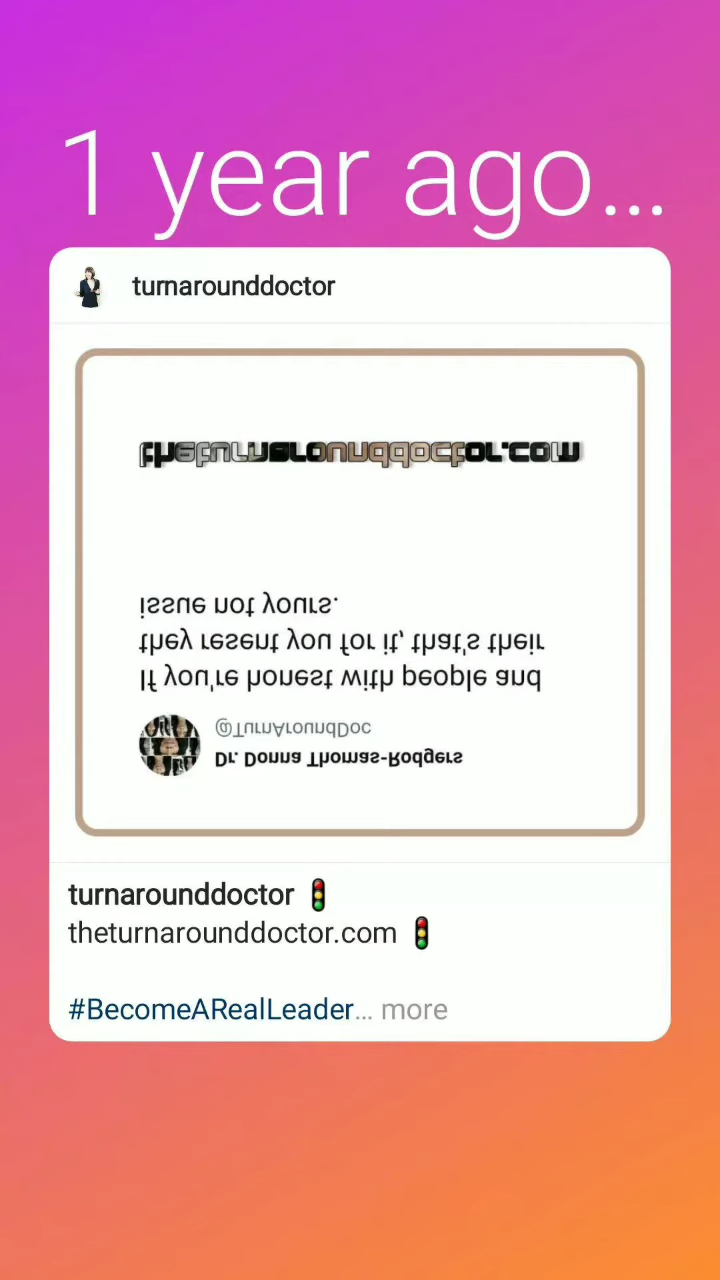 1 year ago...
turnarounddoctor
Dr. Donna Thomas-Rodgers
@TurnAroundDoc
If you're honest with people and
they resent you for it, that's their
issue not yours.
theturnarounddoctor.com
turnarounddoctor 🚦
theturnarounddoctor.com 🚦
#BecomeARealLeader... more